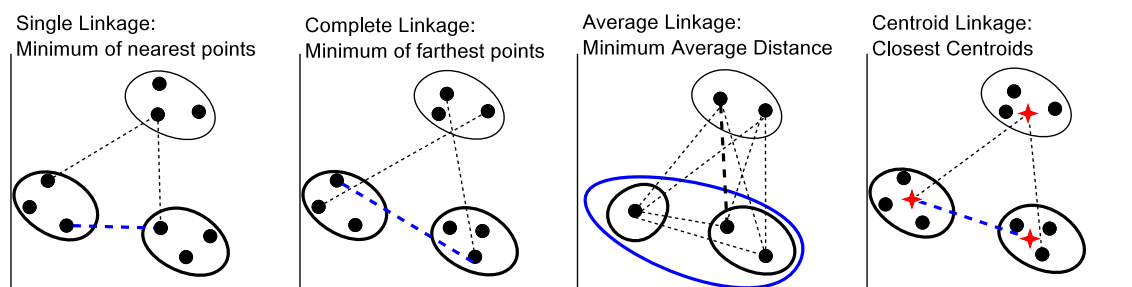 Single Linkage:
Minimum of nearest points
Complete Linkage:
Minimum of farthest points
Average Linkage:
Minimum Average Distance
Centroid Linkage:
Closest Centroids